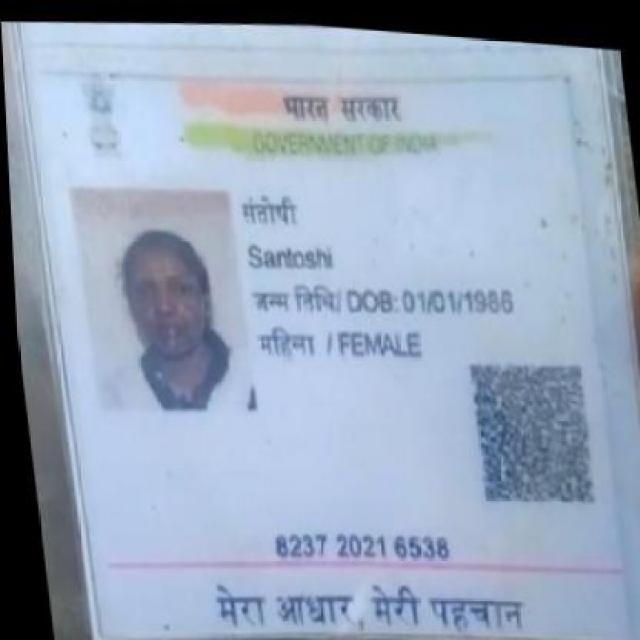 भारत सरकार
GOVERNMENT OF INDIA
संतोषी
Santoshi
जन्म तिथि/ DOB: 01/01/1986
महिला / FEMALE
8237 2021 6538
मेरा आधार, मेरी पहचान